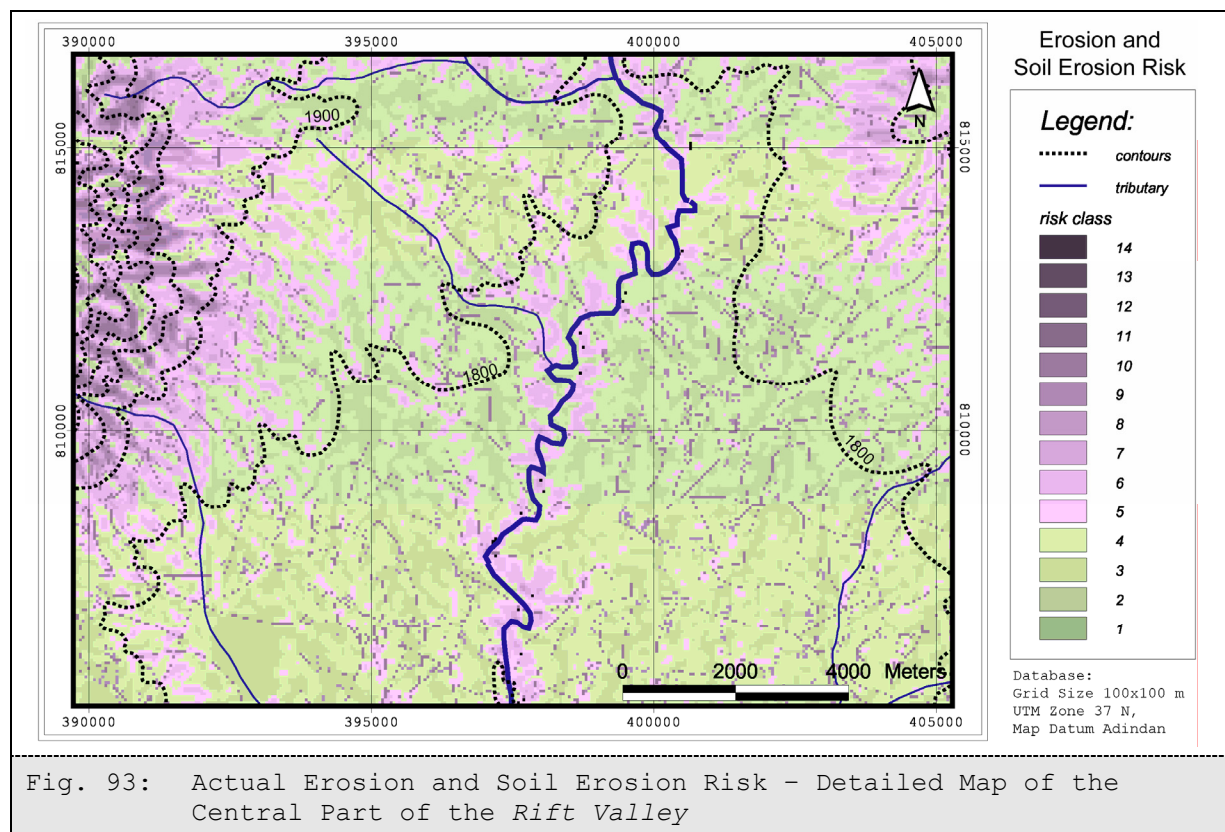 390000 395000 400000 405000
815000
815000
810000
810000
1900
1800
1800
N
0 2000 4000 Meters
390000 395000 400000 405000
Erosion and
Soil Erosion Risk
Legend:
contours
tributary
risk class
14
13
12
11
10
9
8
7
6
5
4
3
2
1
Database:
Grid Size 100x100 m
UTM Zone 37 N,
Map Datum Adindan
Fig. 93: Actual Erosion and Soil Erosion Risk – Detailed Map of the
Central Part of the Rift Valley